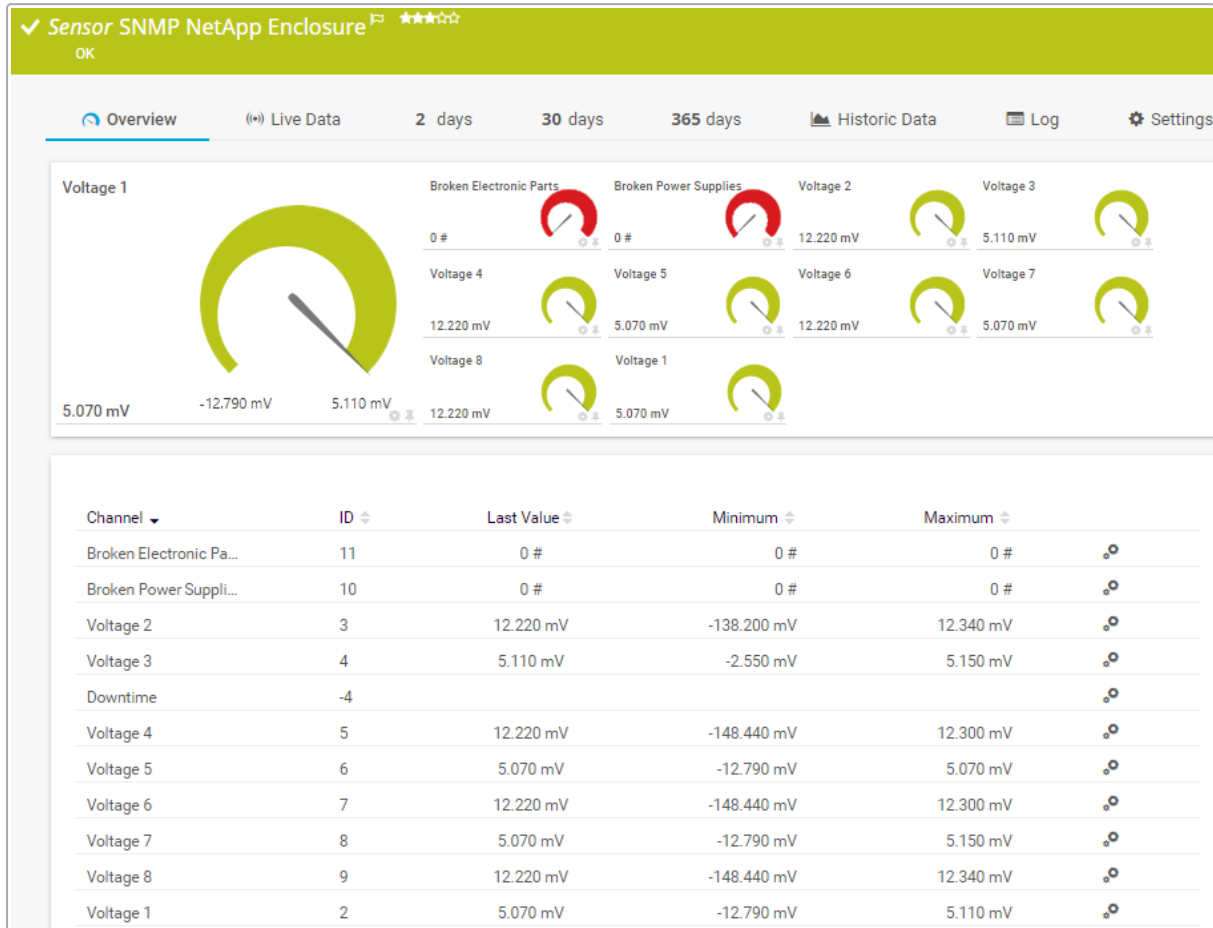 Sensor SNMP NetApp Enclosure
OK
Overview Live Data 2 days 30 days 365 days Historic Data Log Settings
Voltage 1
5.070 mV -12.790 mV 5.110 mV
Broken Electronic Parts Broken Power Supplies Voltage 2 Voltage 3
0 # 0 # 12.220 mV 5.110 mV
Voltage 4 Voltage 5 Voltage 6 Voltage 7
12.220 mV 5.070 mV 12.220 mV 5.070 mV
Voltage 8 Voltage 1
12.220 mV 5.070 mV
Channel ID Last Value Minimum Maximum
Broken Electronic Pa... 11 0 # 0 # 0 #
Broken Power Suppli... 10 0 # 0 # 0 #
Voltage 2 3 12.220 mV -138.200 mV 12.340 mV
Voltage 3 4 5.110 mV -2.550 mV 5.150 mV
Downtime -4
Voltage 4 5 12.220 mV -148.440 mV 12.300 mV
Voltage 5 6 5.070 mV -12.790 mV 5.070 mV
Voltage 6 7 12.220 mV -148.440 mV 12.300 mV
Voltage 7 8 5.070 mV -12.790 mV 5.150 mV
Voltage 8 9 12.220 mV -148.440 mV 12.340 mV
Voltage 1 2 5.070 mV -12.790 mV 5.110 mV